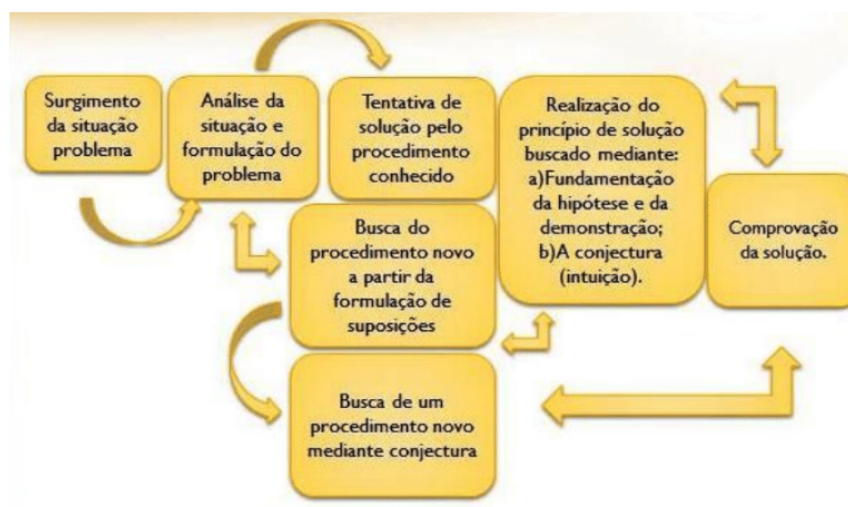 Surgimento
da situação
problema
Análise da
situação e
formulação do
problema
Tentativa de
solução pelo
procedimento
conhecido
Busca do
procedimento novo
a partir da
formulação de
suposições
Busca de um
procedimento novo
mediante conjectura
Realização do
princípio de solução
buscado mediante:
a)Fundamentação
da hipótese e da
demonstração;
b)A conjectura
(intuição).
Comprovação
da solução.